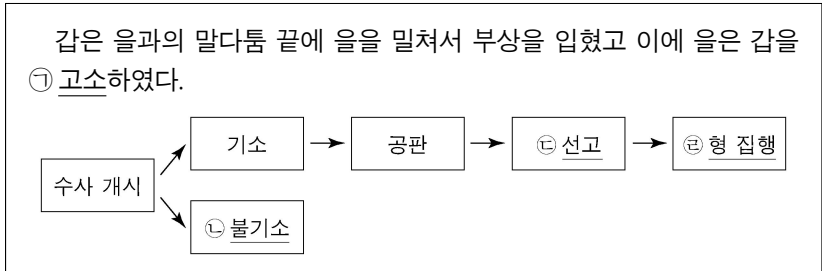 갑은 을과의 말다툼 끝에 을을 밀쳐서 부상을 입혔고 이에 을은 갑을
㉠ 고소하였다.
기소
공판
㉢ 선고
㉣ 형 집행
수사 개시
㉡ 불기소